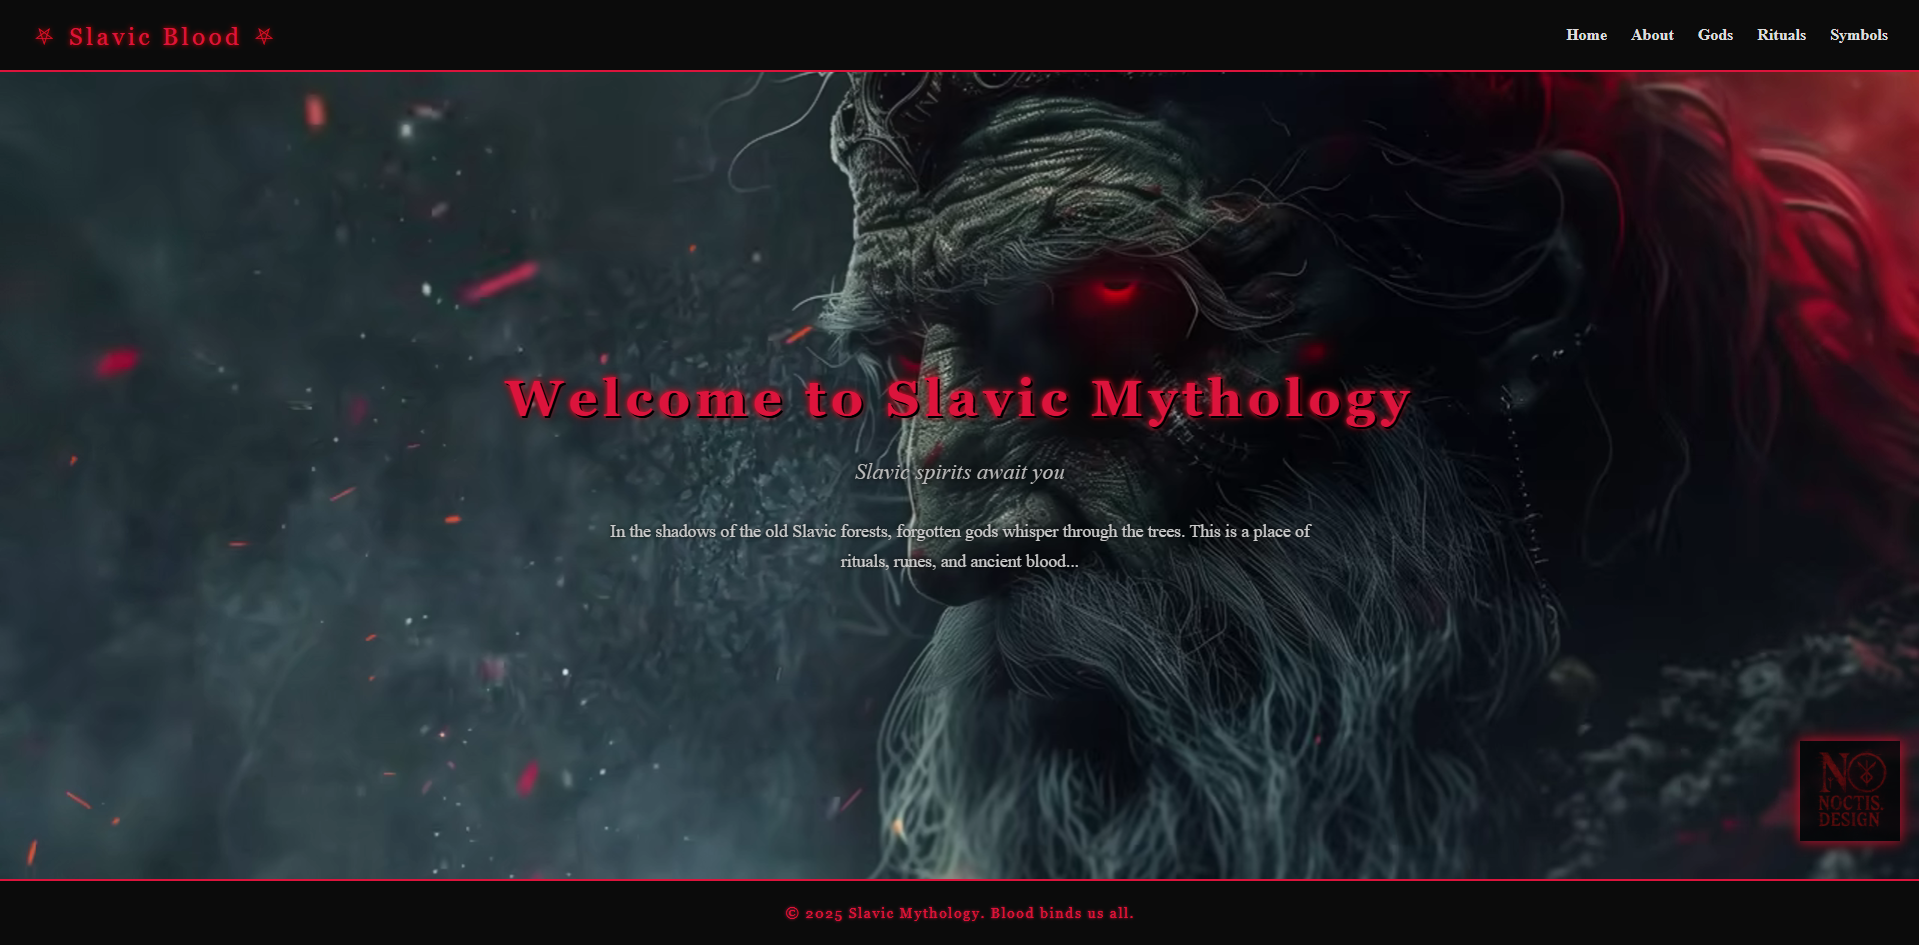 ⛧ Slavic Blood ⛧
Home About Gods Rituals Symbols
Welcome to Slavic Mythology
Slavic spirits await you
In the shadows of the old Slavic forests, forgotten gods whisper through the trees. This is a place of
rituals, runes, and ancient blood...
NO
NOCTIS.
DESIGN
© 2025 Slavic Mythology. Blood binds us all.